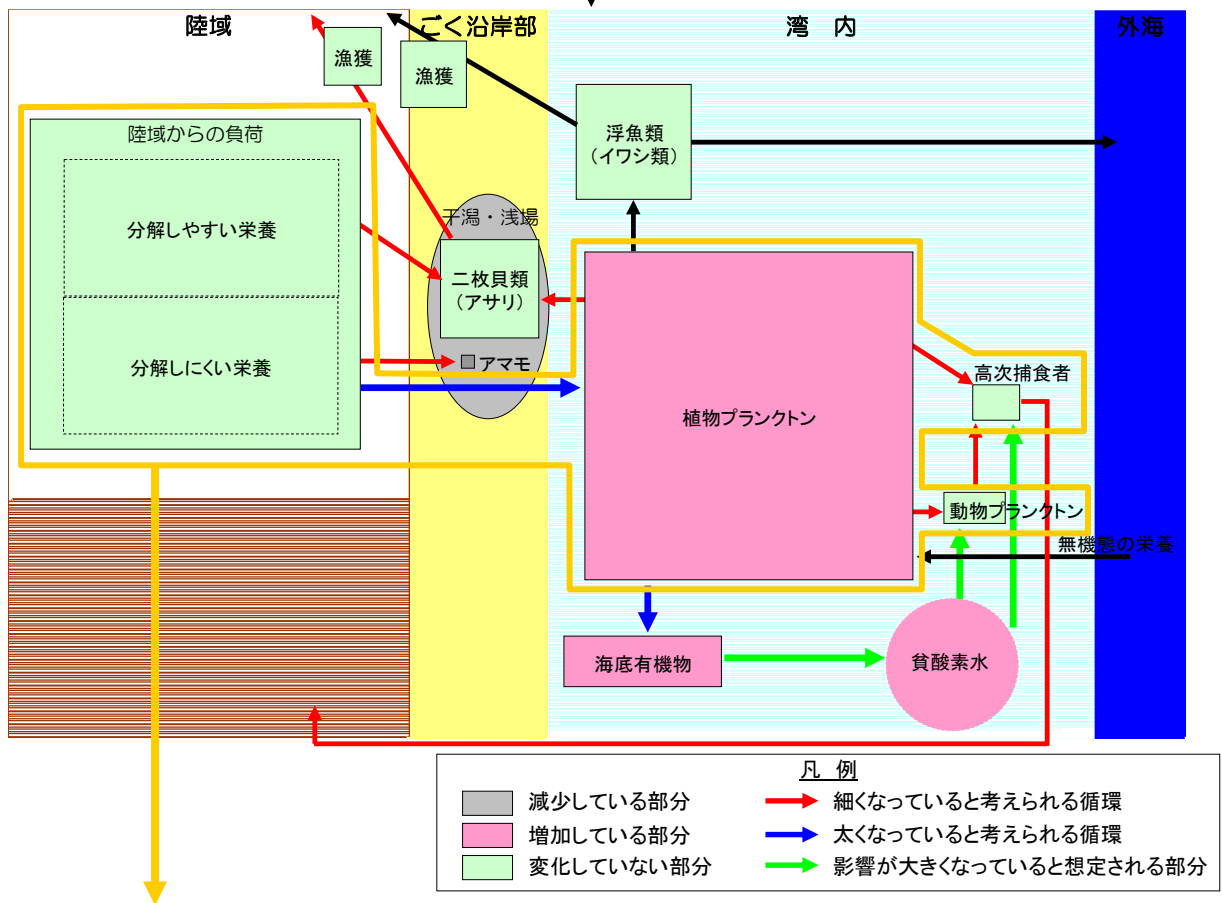 陸域
ごく沿岸部
湾 内
外海
漁獲
漁獲
陸域からの負荷
分解しやすい栄養
分解しにくい栄養
干潟・浅場
二枚貝類
(アサリ)
アマモ
浮魚類
(イワシ類)
植物プランクトン
高次捕食者
動物プランクトン
無機態の栄養
海底有機物
貧酸素水
凡 例
減少している部分
細くなっていると考えられる循環
増加している部分
太くなっていると考えられる循環
変化していない部分
影響が大きくなっていると想定される部分